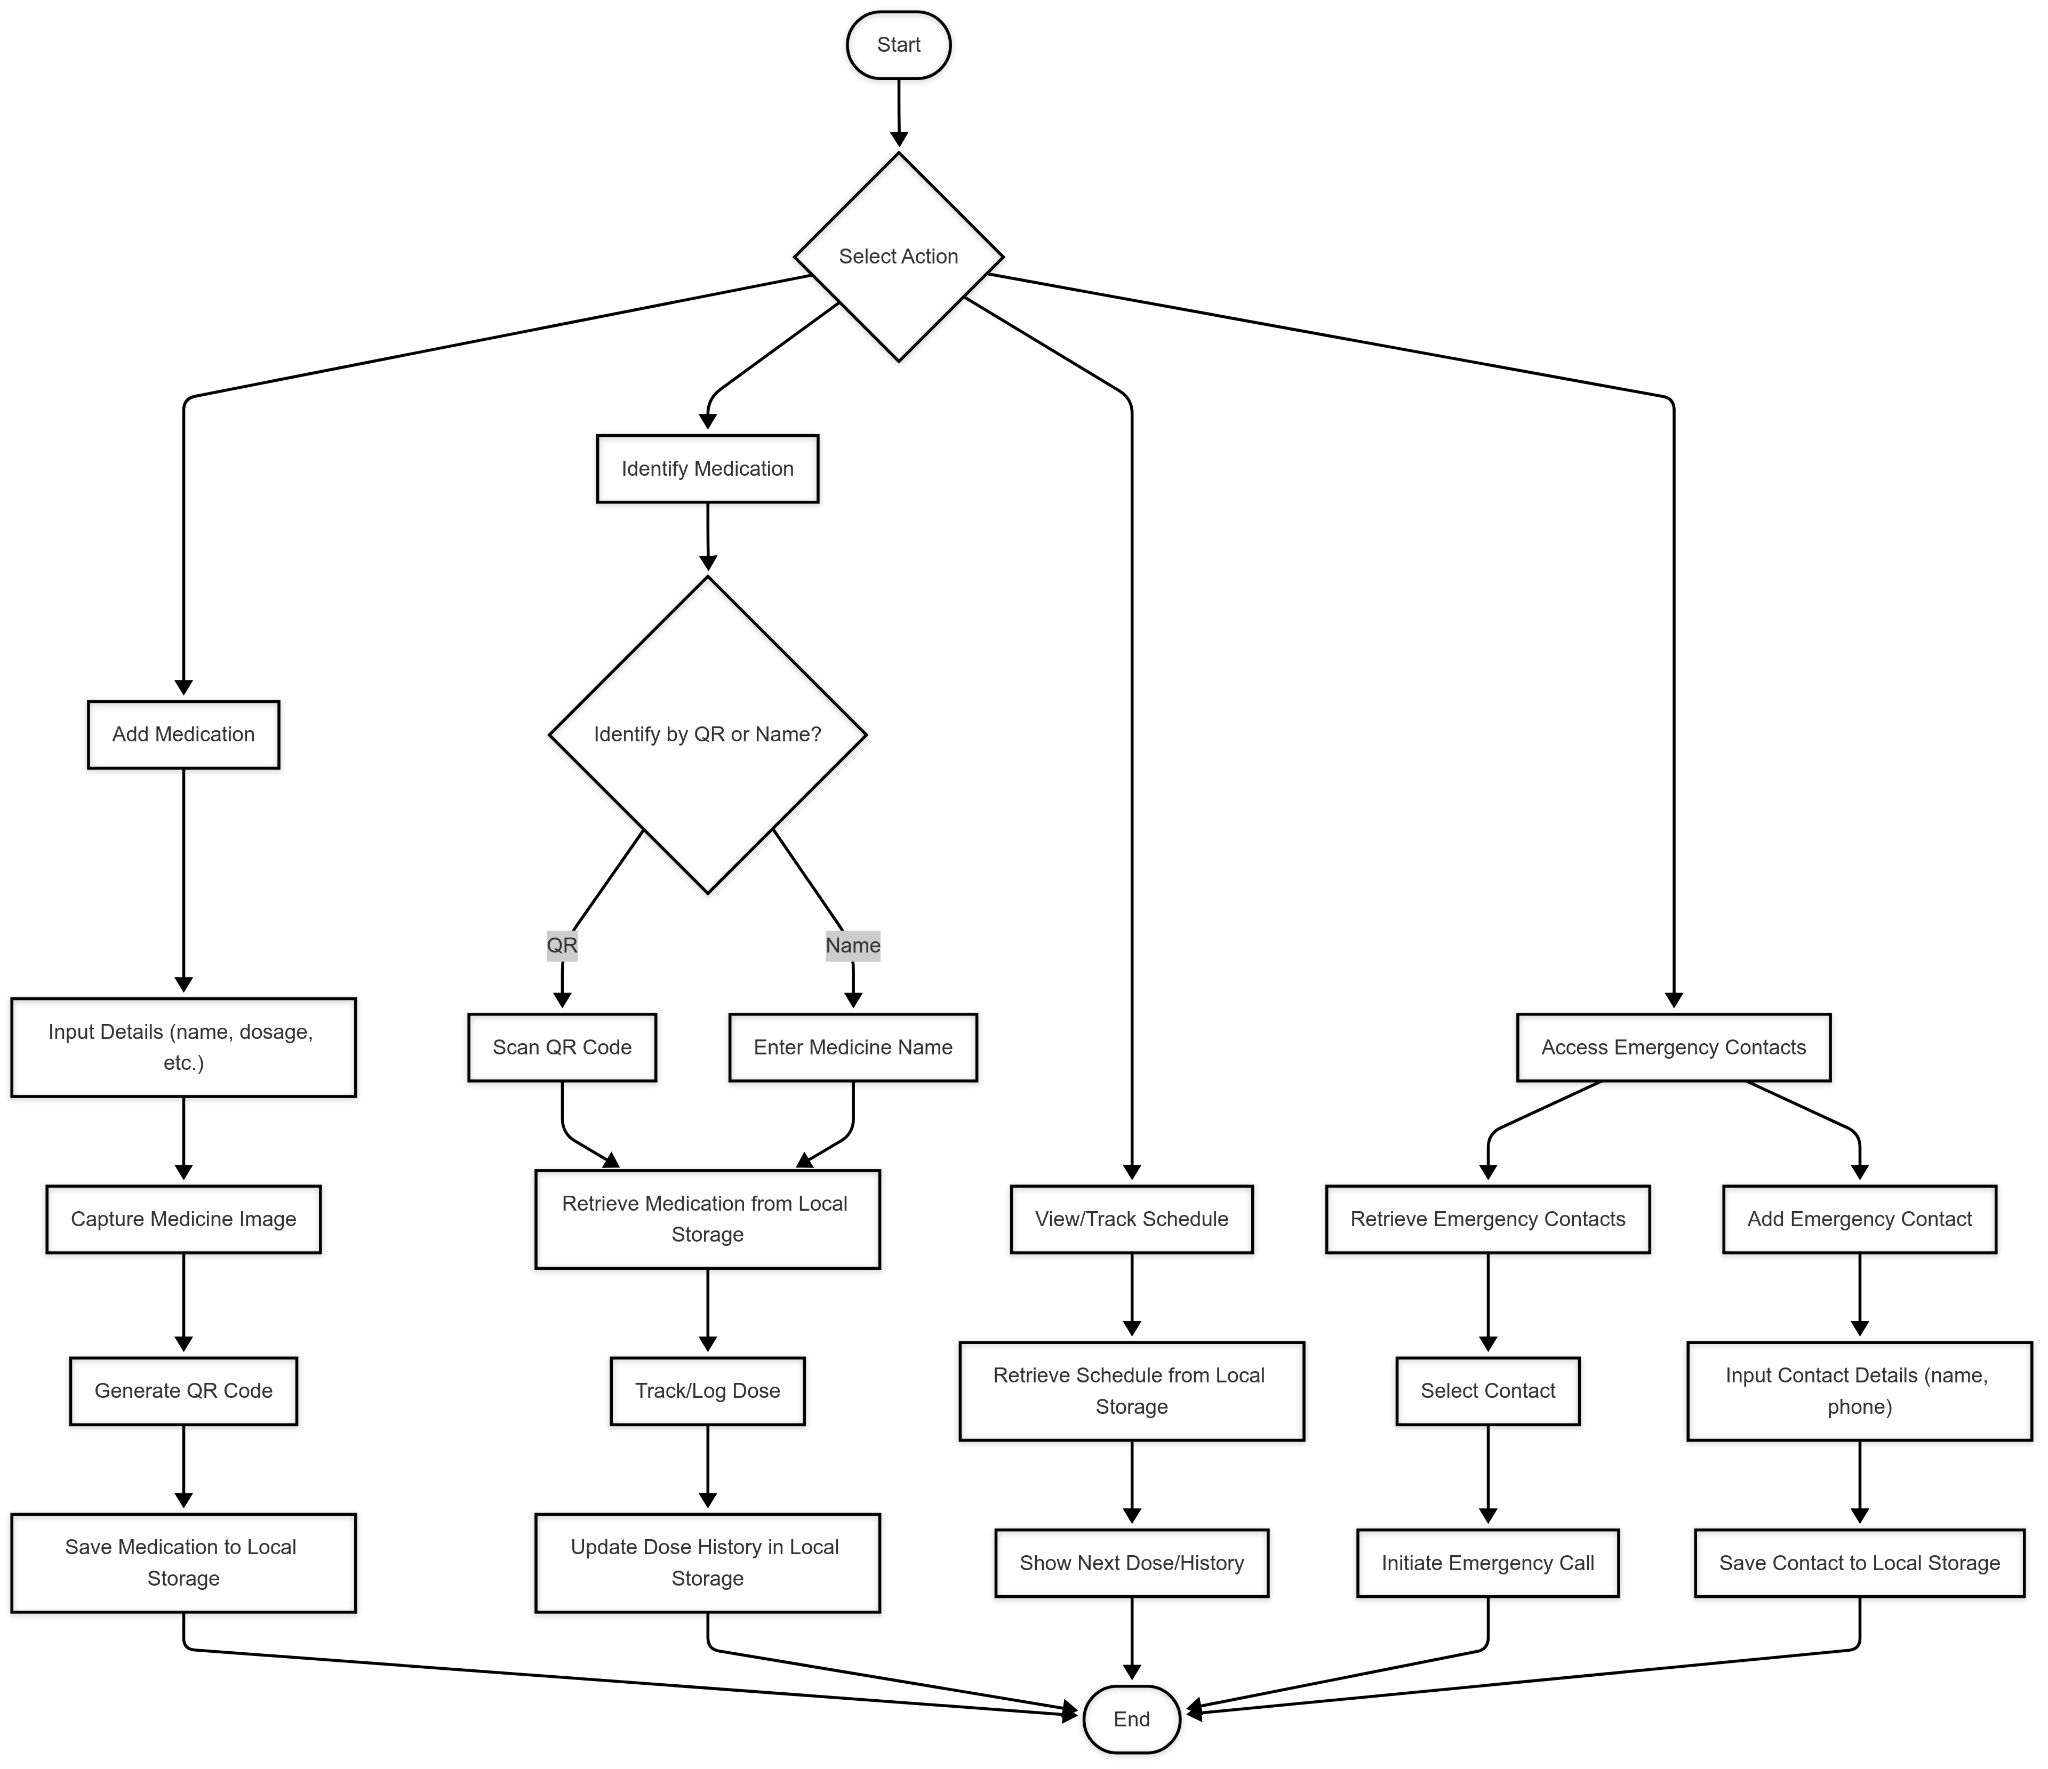 Start
Select Action
Identify Medication
Add Medication
Identify by QR or Name?
QR
Name
Input Details (name, dosage,
etc.)
Scan QR Code
Enter Medicine Name
Access Emergency Contacts
Capture Medicine Image
Retrieve Medication from Local
Storage
View/Track Schedule
Retrieve Emergency Contacts
Add Emergency Contact
Generate QR Code
Track/Log Dose
Retrieve Schedule from Local
Storage
Select Contact
Input Contact Details (name,
phone)
Save Medication to Local
Storage
Update Dose History in Local
Storage
Show Next Dose/History
Initiate Emergency Call
Save Contact to Local Storage
End